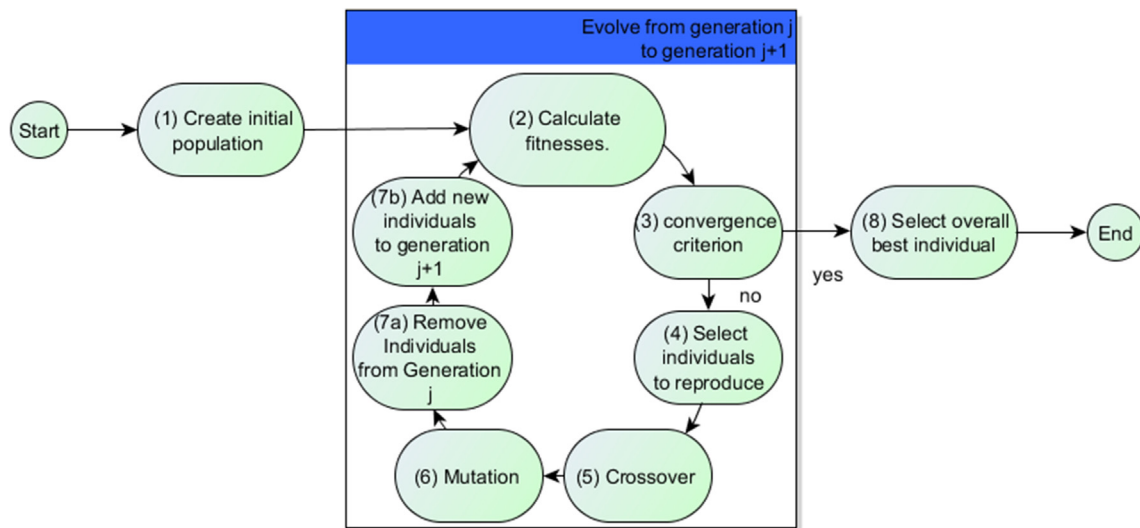 Evolve from generation j
to generation j+1
Start
(1) Create initial
population
(2) Calculate
fitnesses.
(3) convergence
criterion
yes
(8) Select overall
best individual
End
no
(4) Select
individuals
to reproduce
(5) Crossover
(6) Mutation
(7a) Remove
Individuals
from Generation
j
(7b) Add new
individuals
to generation
j+1